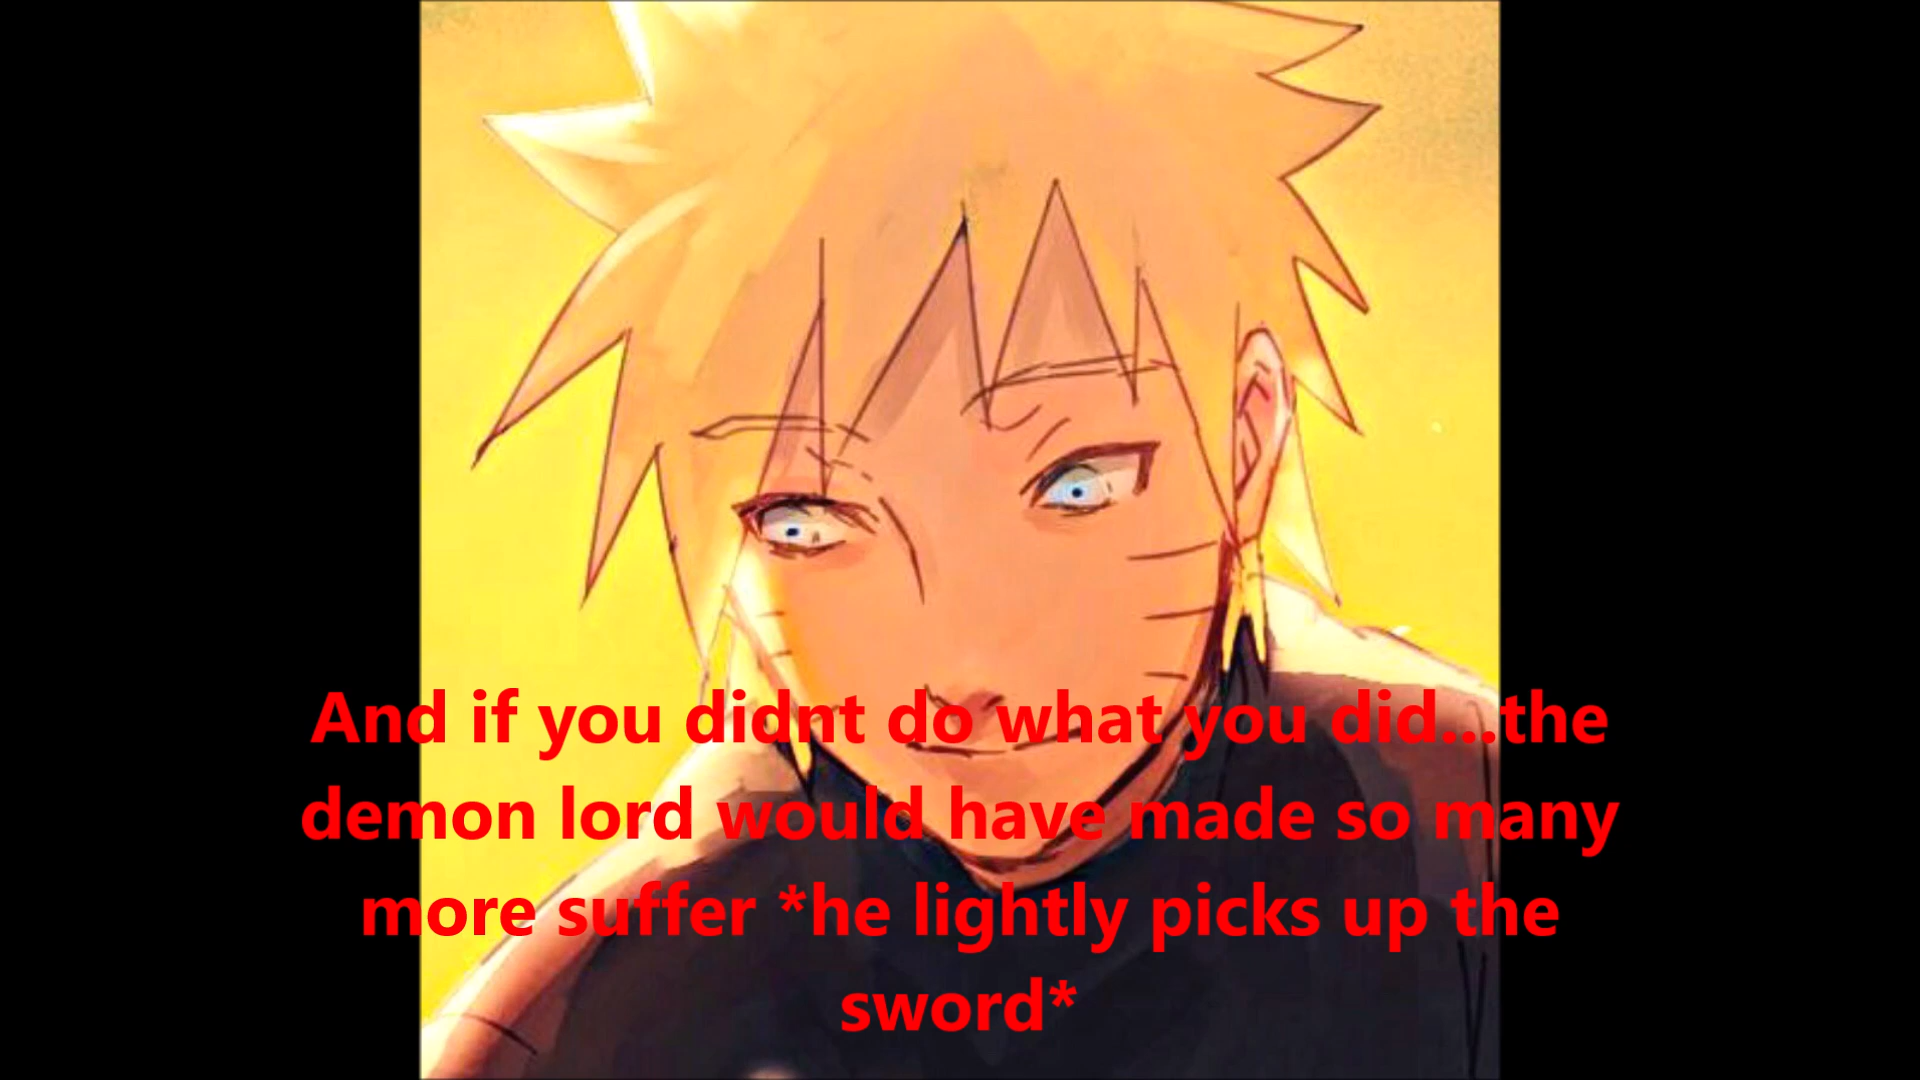 And if you didnt do what you did...the
demon lord would have made so many
more suffer *he lightly picks up the
sword*